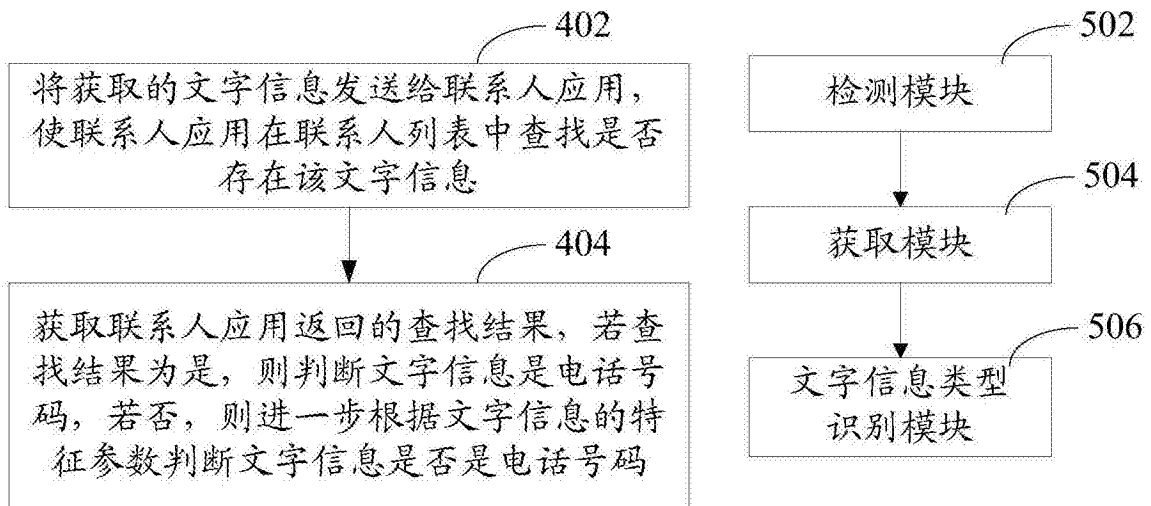 402
将获取的文字信息发送给联系人应用，
使联系人应用在联系人列表中查找是否
存在该文字信息
404
获取联系人应用返回的查找结果，若查
找结果为是，则判断文字信息是电话号
码，若否，则进一步根据文字信息的特
征参数判断文字信息是否是电话号码
502
检测模块
504
获取模块
506
文字信息类型
识别模块